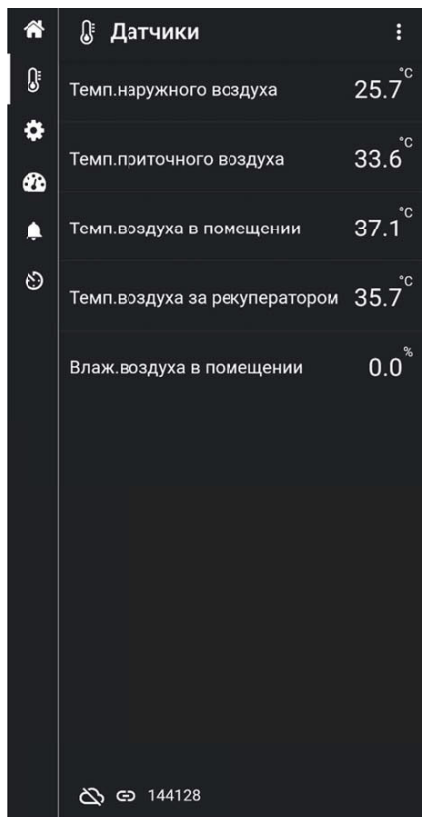 Датчики
Темп.наружного воздуха 25.7 °C
Темп.приточного воздуха 33.6 °C
Темп.воздуха в помещении 37.1 °C
Темп.воздуха за рекуператором 35.7 °C
Влаж.воздуха в помещении 0.0 %
144128